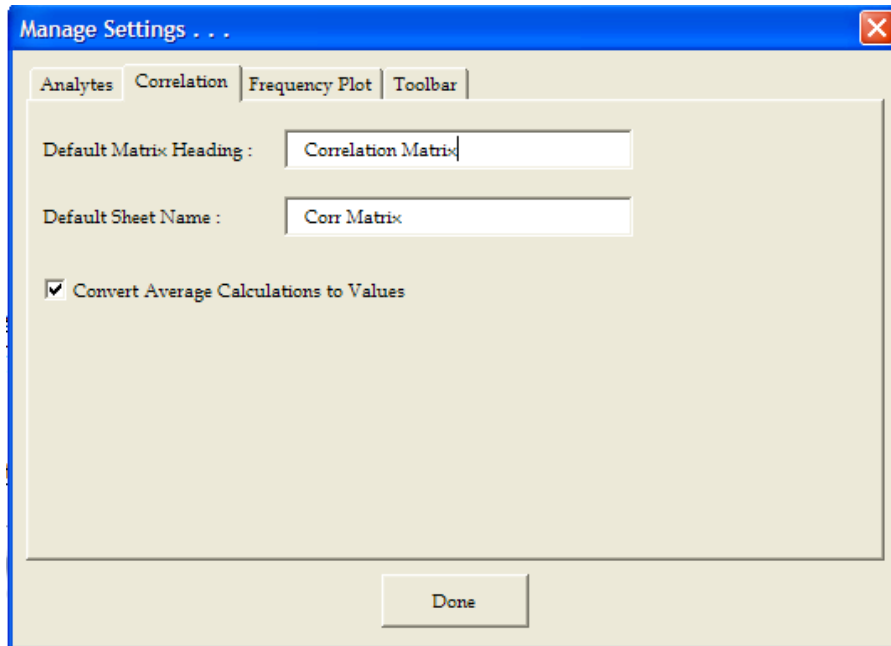 Manage Settings . . .
Analytes Correlation Frequency Plot Toolbar
Default Matrix Heading : Correlation Matrix
Default Sheet Name : Corr Matrix
Convert Average Calculations to Values
Done